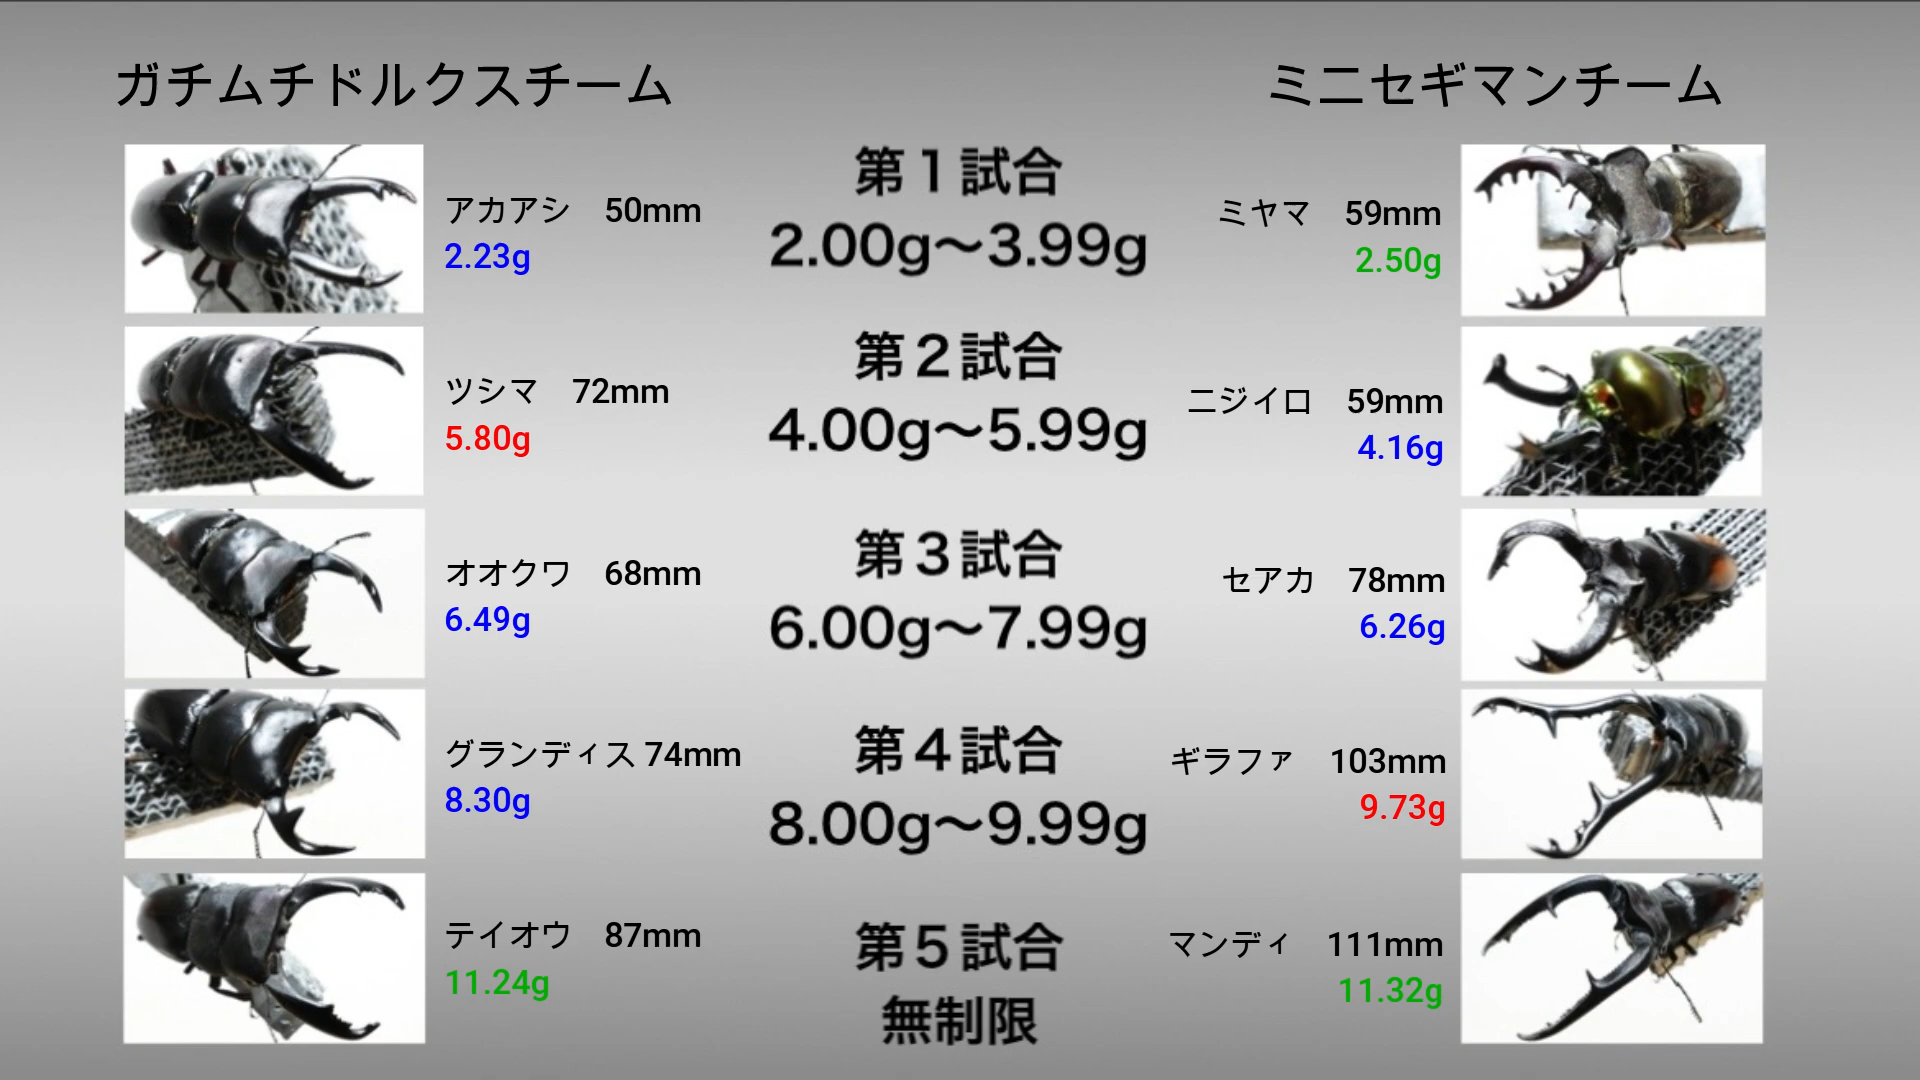 ガチムチドルクスチーム
ミニセギマンチーム
アカアシ　50mm
2.23g
第１試合
2.00g～3.99g
ミヤマ　59mm
2.50g
ツシマ　72mm
5.80g
第２試合
4.00g～5.99g
ニジイロ　59mm
4.16g
オオクワ　68mm
6.49g
第３試合
6.00g～7.99g
セアカ　78mm
6.26g
グランディス 74mm
8.30g
第４試合
8.00g～9.99g
ギラファ　103mm
9.73g
テイオウ　87mm
11.24g
第５試合
無制限
マンディ　111mm
11.32g